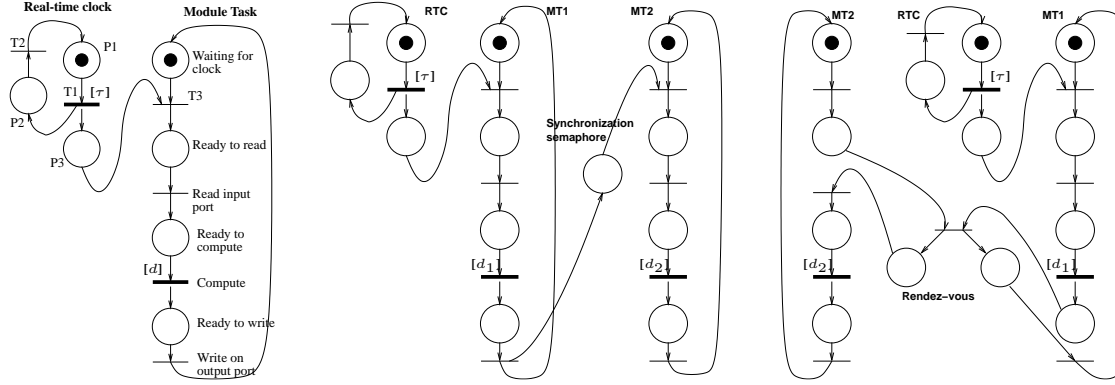 Real-time clock
Module Task
T2
P1
Waiting for
clock
T1
[τ]
T3
P2
P3
Ready to read
Read input
port
Ready to
compute
[d]
Compute
Ready to write
Write on
output port
RTC
MT1
MT2
[τ]
Synchronization
semaphore
[d1]
[d2]
MT2
RTC
MT1
[τ]
[d2]
[d1]
Rendez-vous